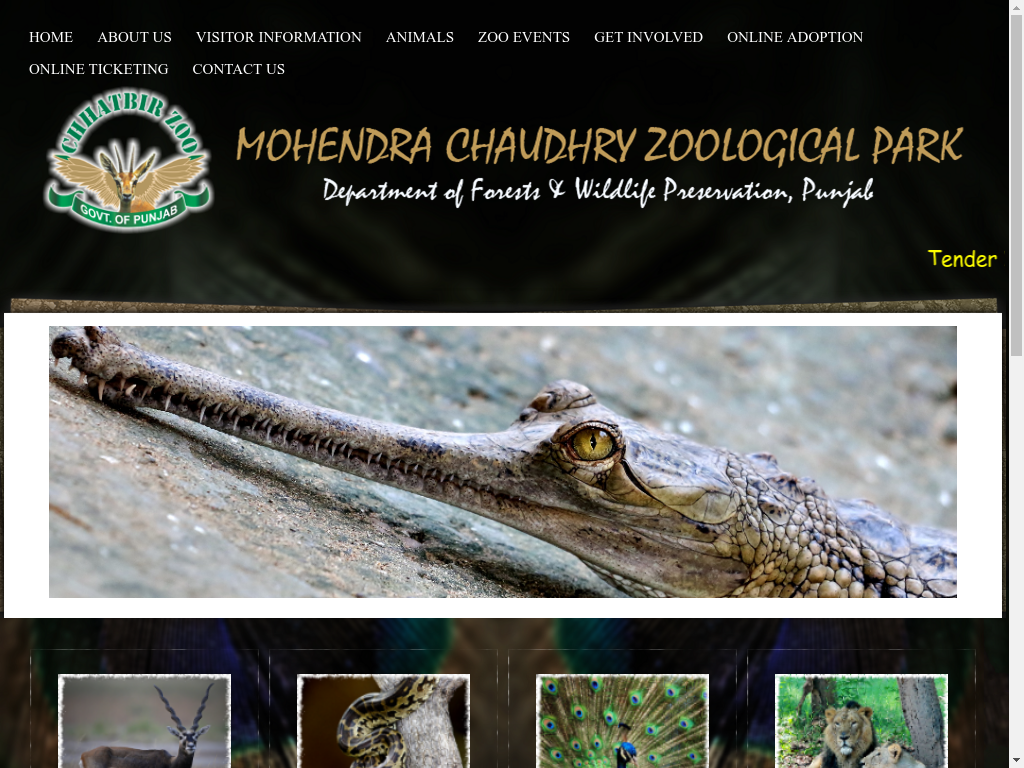 HOME ABOUT US VISITOR INFORMATION ANIMALS ZOO EVENTS GET INVOLVED ONLINE ADOPTION
ONLINE TICKETING CONTACT US
CHHATBIR ZOO
GOVT. OF PUNJAB
MOHENDRA CHAUDHRY ZOOLOGICAL PARK
Department of Forests & Wildlife Preservation, Punjab
Tender